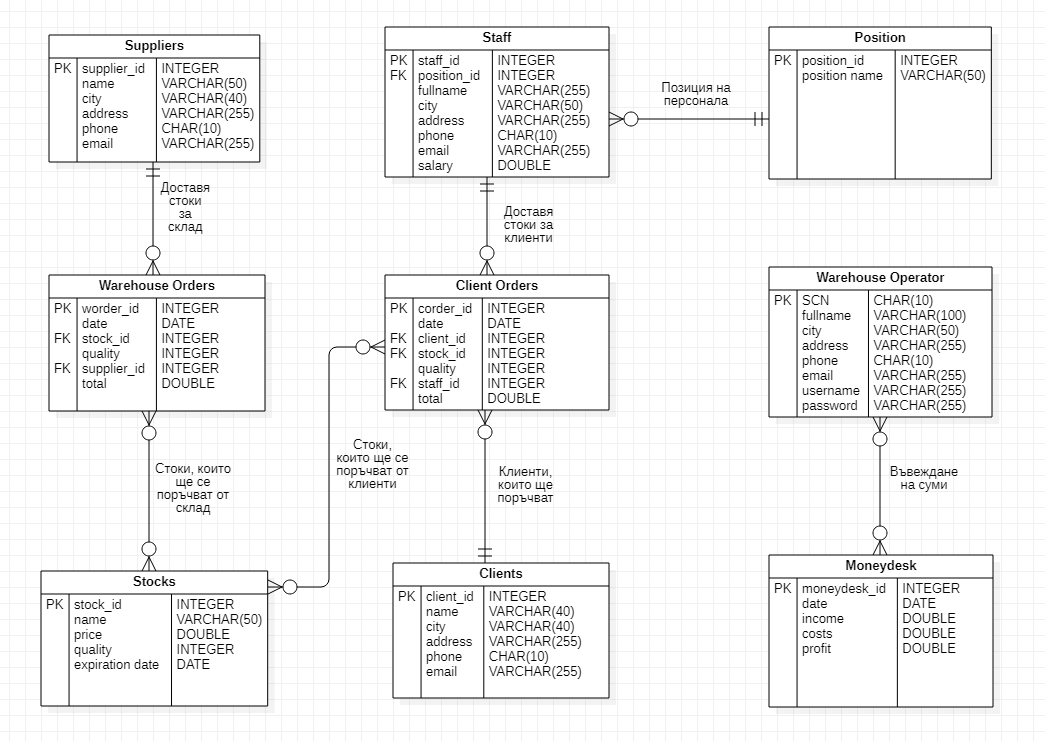 Suppliers
PK supplier_id INTEGER
name VARCHAR(50)
city VARCHAR(40)
address VARCHAR(255)
phone CHAR(10)
email VARCHAR(255)
Staff
PK staff_id INTEGER
FK position_id INTEGER
fullname VARCHAR(255)
city VARCHAR(50)
address VARCHAR(255)
phone CHAR(10)
email VARCHAR(255)
salary DOUBLE
Позиция на
персонала
Position
PK position_id INTEGER
position name VARCHAR(50)
Доставя
стоки
за
склад
Доставя
стоки за
клиенти
Warehouse Orders
PK worder_id INTEGER
date DATE
FK stock_id INTEGER
quality INTEGER
FK supplier_id INTEGER
total DOUBLE
Client Orders
PK corder_id INTEGER
date DATE
FK client_id INTEGER
FK stock_id INTEGER
quality INTEGER
FK staff_id INTEGER
total DOUBLE
Warehouse Operator
PK SCN CHAR(10)
fullname VARCHAR(100)
city VARCHAR(50)
address VARCHAR(255)
phone CHAR(10)
email VARCHAR(255)
username VARCHAR(255)
password VARCHAR(255)
Стоки, които
ще се
поръчват от
склад
Стоки,
които ще се
поръчват от
клиенти
Клиенти,
които ще
поръчват
Въвеждане
на суми
Stocks
PK stock_id INTEGER
name VARCHAR(50)
price DOUBLE
quality INTEGER
expiration date DATE
Clients
PK client_id INTEGER
name VARCHAR(40)
city VARCHAR(40)
address VARCHAR(255)
phone CHAR(10)
email VARCHAR(255)
Moneydesk
PK moneydesk_id INTEGER
date DATE
income DOUBLE
costs DOUBLE
profit DOUBLE